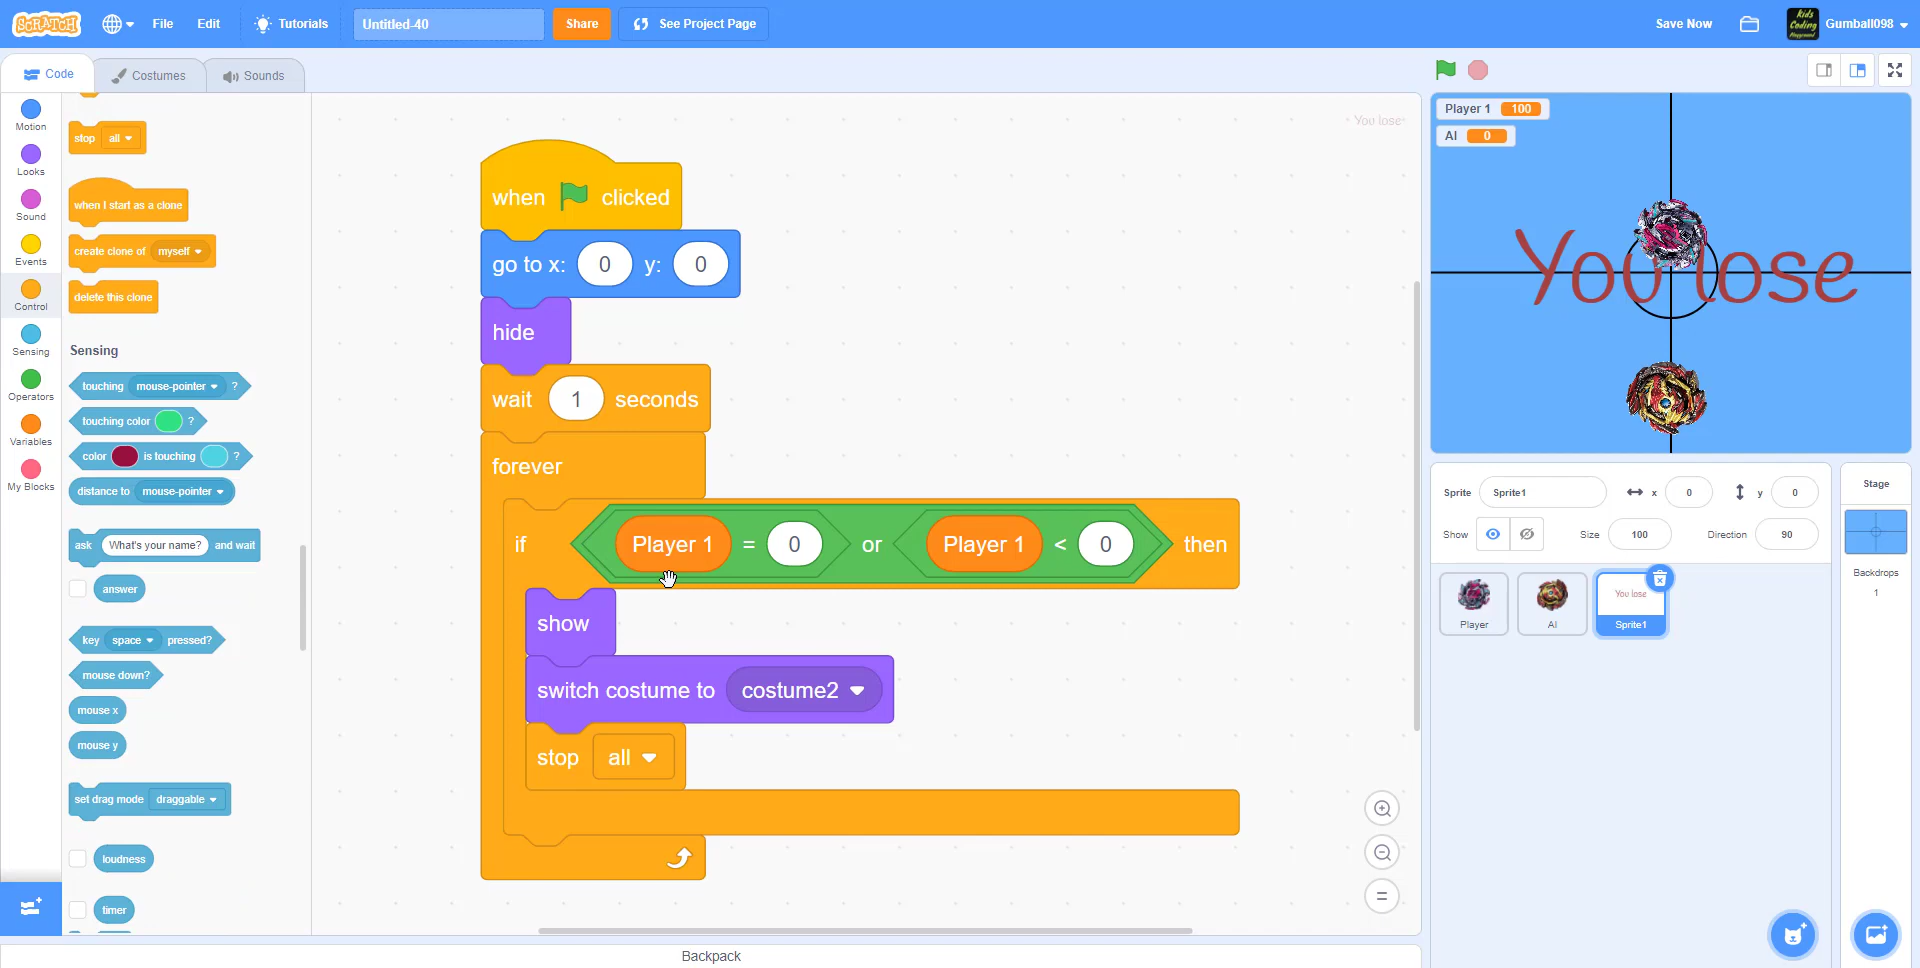 SCRATCH File Edit Tutorials Untitled-40 Share See Project Page Save Now Kids Coding Playground Gumball098
Code Costumes Sounds
Motion
Looks
Sound
Events
Control
Sensing
Operators
Variables
My Blocks
stop all
when I start as a clone
create clone of myself
delete this clone
Sensing
touching mouse-pointer ?
touching color ?
color is touching ?
distance to mouse-pointer
ask What's your name? and wait
answer
key space pressed?
mouse down?
mouse x
mouse y
set drag mode draggable
loudness
timer
You lose
when clicked
go to x: 0 y: 0
hide
wait 1 seconds
forever
if Player 1 = 0 or Player 1 < 0 then
show
switch costume to costume2
stop all
Backpack
Player 1 100
AI 0
You lose
Sprite Sprite1 x 0 y 0
Show Size 100 Direction 90
Player
AI
You lose
Sprite1
Stage
Backdrops
1